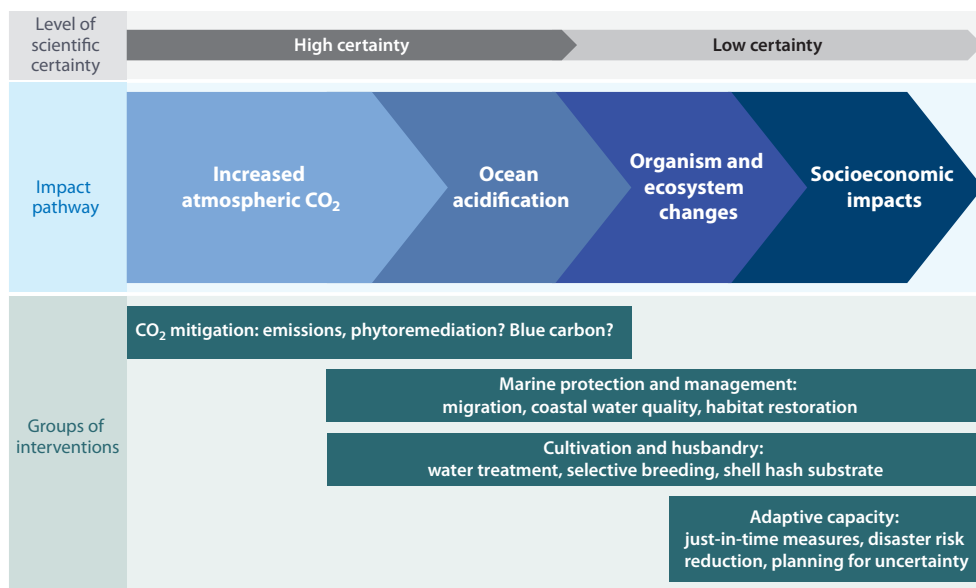 Level of
scientific
certainty
High certainty
Low certainty
Impact
pathway
Increased
atmospheric CO₂
Ocean
acidification
Organism and
ecosystem
changes
Socioeconomic
impacts
Groups of
interventions
CO₂ mitigation: emissions, phytoremediation? Blue carbon?
Marine protection and management:
migration, coastal water quality, habitat restoration
Cultivation and husbandry:
water treatment, selective breeding, shell hash substrate
Adaptive capacity:
just-in-time measures, disaster risk
reduction, planning for uncertainty